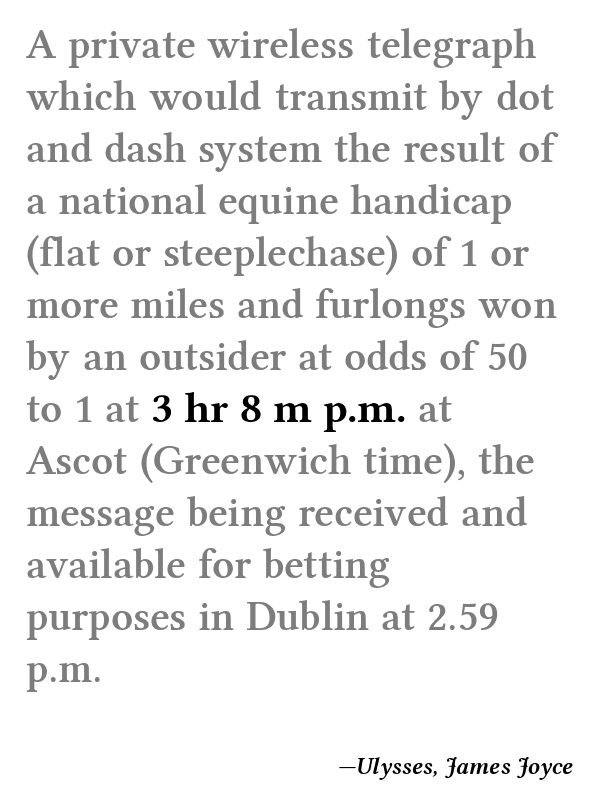 A private wireless telegraph
which would transmit by dot
and dash system the result of
a national equine handicap
(flat or steeplechase) of 1 or
more miles and furlongs won
by an outsider at odds of 50
to 1 at 3 hr 8 m p.m. at
Ascot (Greenwich time), the
message being received and
available for betting
purposes in Dublin at 2.59
p.m.
—Ulysses, James Joyce